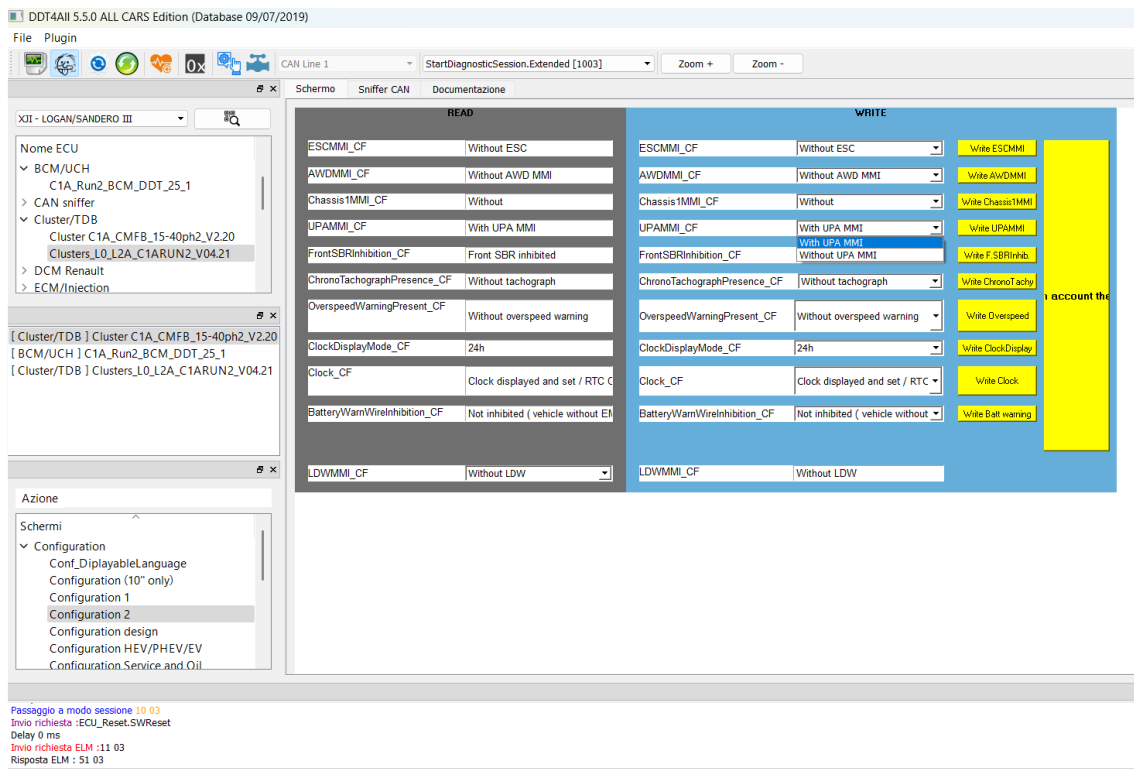 DDT4All 5.5.0 ALL CARS Edition (Database 09/07/2019)
File Plugin
0x
CAN Line 1
StartDiagnosticSession.Extended [1003]
Zoom +
Zoom -
Schermo Sniffer CAN Documentazione
XJI - LOGAN/SANDERO III
Nome ECU
BCM/UCH
C1A_Run2_BCM_DDT_25_1
CAN sniffer
Cluster/TDB
Cluster C1A_CMFB_15-40ph2_V2.20
Clusters_L0_L2A_C1ARUN2_V04.21
DCM Renault
ECM/Injection
[ Cluster/TDB ] Cluster C1A_CMFB_15-40ph2_V2.20
[ BCM/UCH ] C1A_Run2_BCM_DDT_25_1
[ Cluster/TDB ] Clusters_L0_L2A_C1ARUN2_V04.21
Azione
Schermi
Configuration
Conf_DiplayableLanguage
Configuration (10" only)
Configuration 1
Configuration 2
Configuration design
Configuration HEV/PHEV/EV
Configuration Service and Oil
READ
ESCMMI_CF Without ESC
AWDMMI_CF Without AWD MMI
Chassis1MMI_CF Without
UPAMMI_CF With UPA MMI
FrontSBRInhibition_CF Front SBR inhibited
ChronoTachographPresence_CF Without tachograph
OverspeedWarningPresent_CF Without overspeed warning
ClockDisplayMode_CF 24h
Clock_CF Clock displayed and set / RTC C
BatteryWarnWireInhibition_CF Not inhibited ( vehicle without EM
LDWMMI_CF Without LDW
WRITE
ESCMMI_CF Without ESC Write ESCMMI
AWDMMI_CF Without AWD MMI Write AWDMMI
Chassis1MMI_CF Without Write Chassis1MMI
UPAMMI_CF With UPA MMI Write UPAMMI
With UPA MMI
Without UPA MMI
FrontSBRInhibition_CF Write F.SBRInhib.
ChronoTachographPresence_CF Without tachograph Write ChronoTachy
account the
OverspeedWarningPresent_CF Without overspeed warning Write Overspeed
ClockDisplayMode_CF 24h Write ClockDisplay
Clock_CF Clock displayed and set / RTC Write Clock
BatteryWarnWireInhibition_CF Not inhibited ( vehicle without Write Batt warning
LDWMMI_CF Without LDW
Passaggio a modo sessione 10 03
Invio richiesta :ECU_Reset.SWReset
Delay 0 ms
Invio richiesta ELM :11 03
Risposta ELM : 51 03